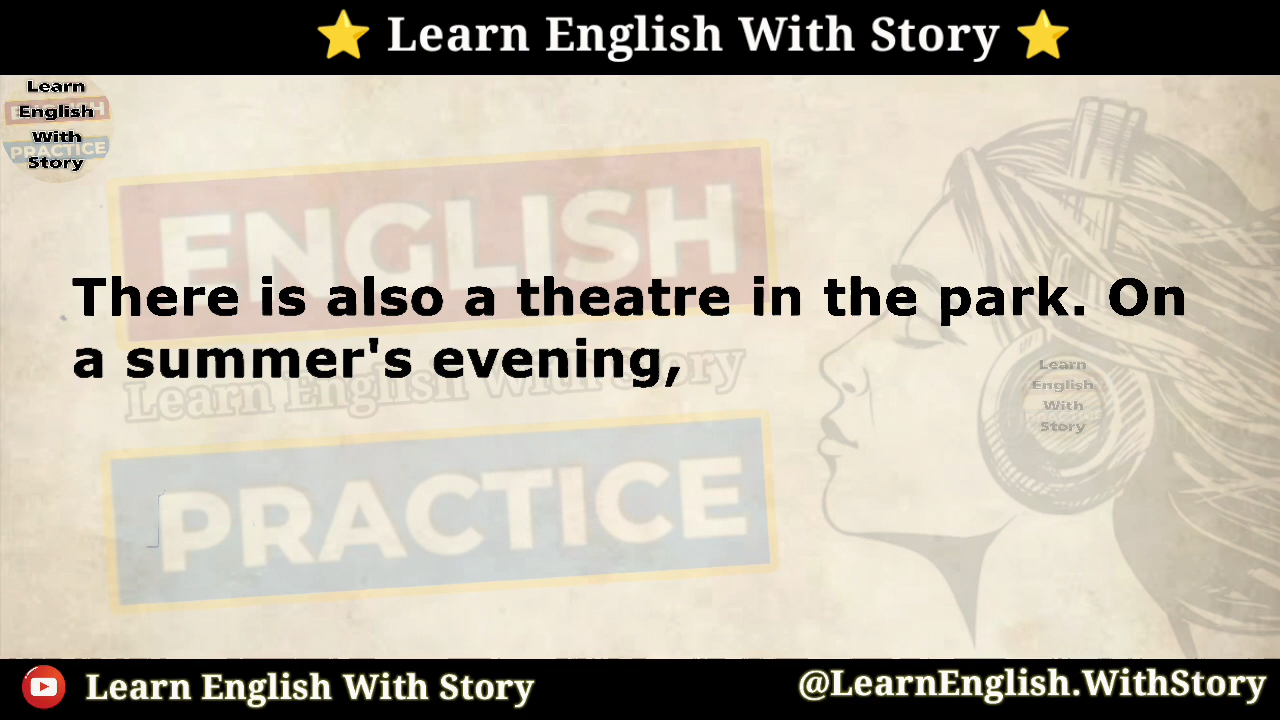 ⭐ Learn English With Story ⭐
Learn
English
With
Story
ENGLISH
PRACTICE
ENGLISH
There is also a theatre in the park. On
a summer's evening,
Learn English With Story
Learn
English
With
Story
PRACTICE
Learn English With Story
@LearnEnglish.WithStory